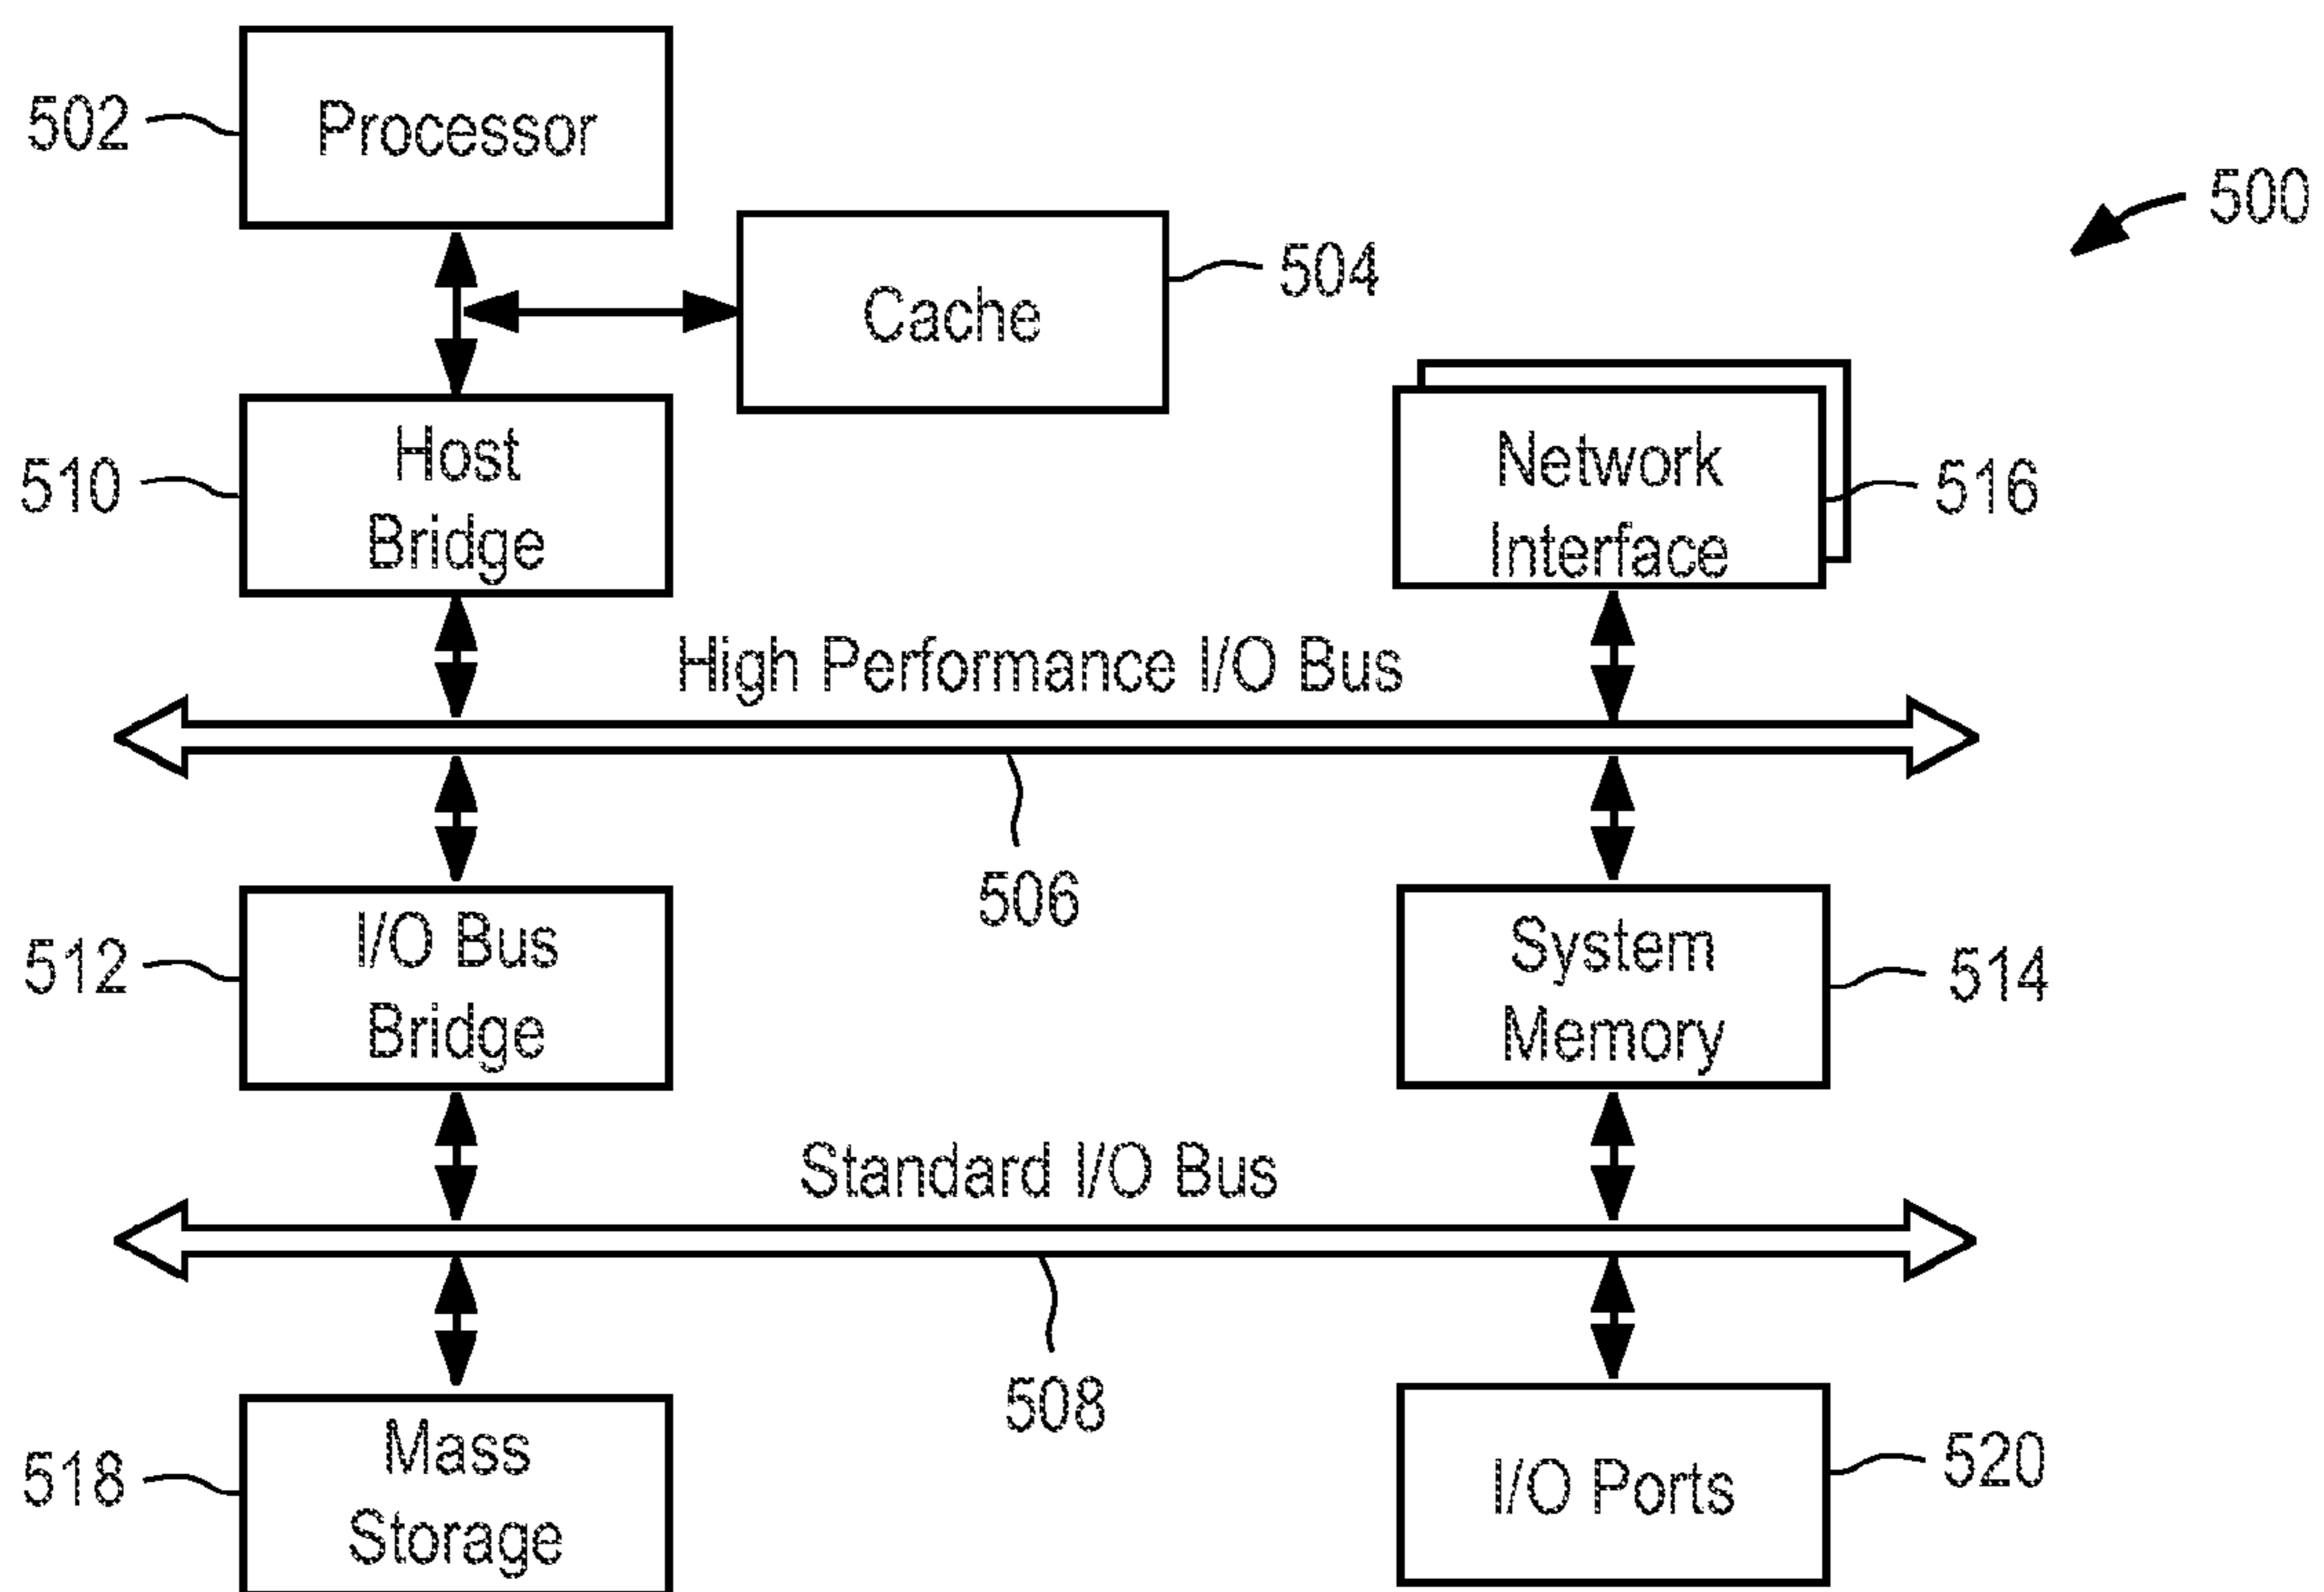 502
Processor
500
504
Cache
510
Host
Bridge
Network
Interface
516
High Performance I/O Bus
506
512
I/O Bus
Bridge
System
Memory
514
Standard I/O Bus
508
518
Mass
Storage
I/O Ports
520